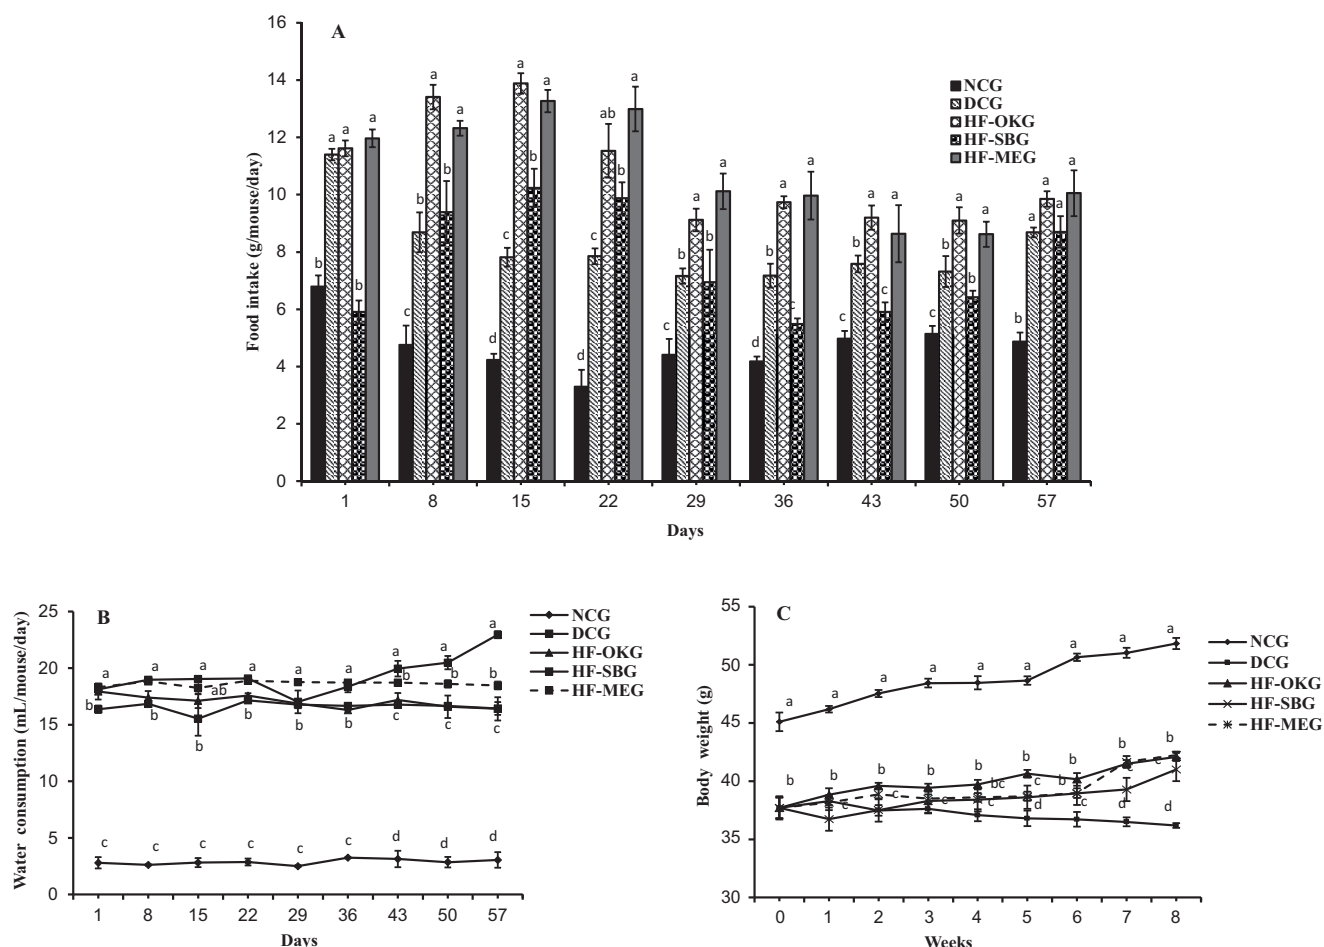 A
Food intake (g/mouse/day)
16
14
12
10
8
6
4
2
0
b a a b a
c b a b a
d c a b a
d c ab b a
c b a b a
d b a c a
c b a c a
c b a b a
b a a a a
NCG
DCG
HF-OKG
HF-SBG
HF-MEG
1 8 15 22 29 36 43 50 57
Days
B
Water consumption (mL/mouse/day)
25
20
15
10
5
0
a a a a a a a a a
b b b
b ab
b b b b b c c c
c c c c c c d d d
NCG
DCG
HF-OKG
HF-SBG
HF-MEG
1 8 15 22 29 36 43 50 57
Days
C
Body weight (g)
55
50
45
40
35
30
a a a a a a a a a
b b b b b b b b b
bc c b c
c c c c c
d d d
NCG
DCG
HF-OKG
HF-SBG
HF-MEG
0 1 2 3 4 5 6 7 8
Weeks